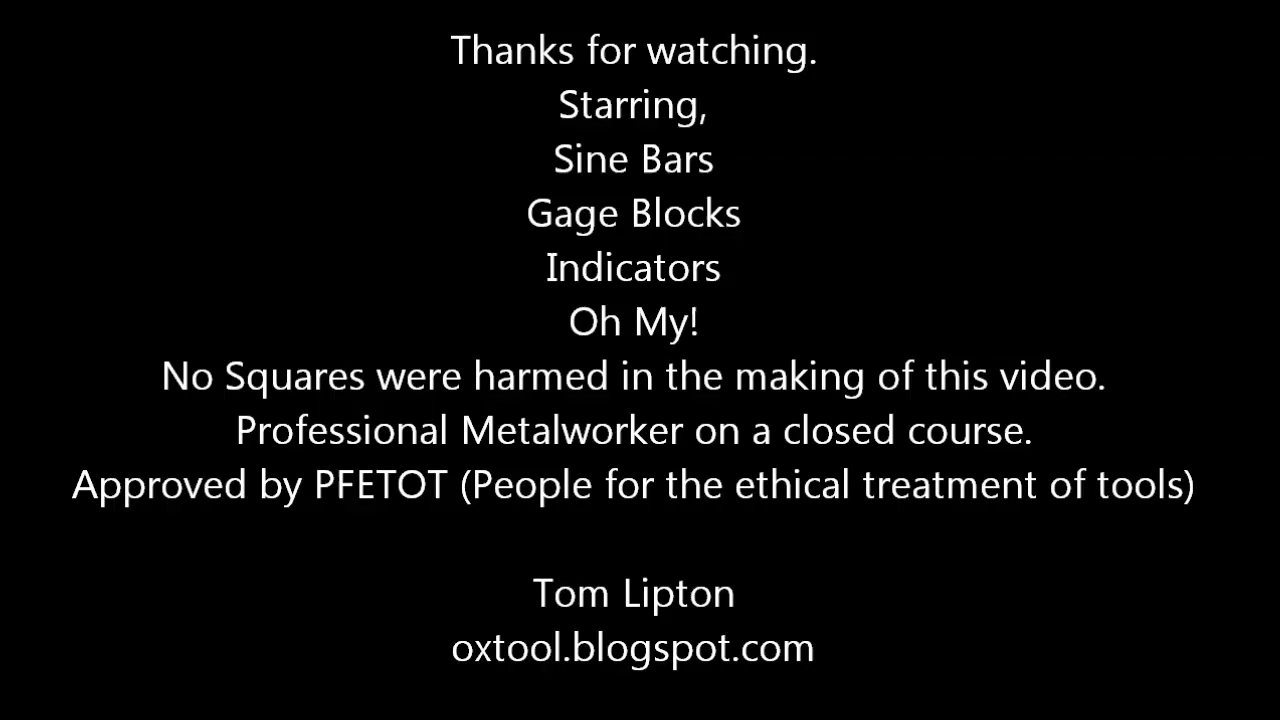 Thanks for watching.
Starring,
Sine Bars
Gage Blocks
Indicators
Oh My!
No Squares were harmed in the making of this video.
Professional Metalworker on a closed course.
Approved by PFETOT (People for the ethical treatment of tools)
Tom Lipton
oxtool.blogspot.com